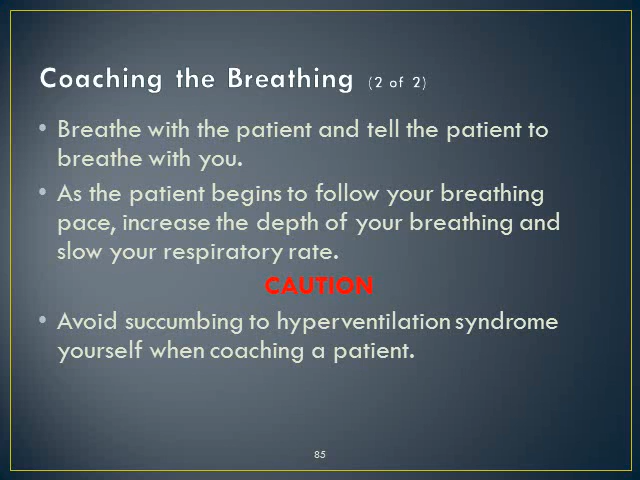 Coaching the Breathing (2 of 2)
• Breathe with the patient and tell the patient to
breathe with you.
• As the patient begins to follow your breathing
pace, increase the depth of your breathing and
slow your respiratory rate.
CAUTION
• Avoid succumbing to hyperventilation syndrome
yourself when coaching a patient.
85